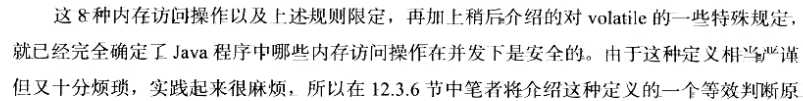 这 8 种内存访问操作以及上述规则限定，再加上稍后介绍的对 volatile 的一些特殊规定，
就已经完全确定了 Java 程序中哪些内存访问操作在并发下是安全的。由于这种定义相当严谨
但又十分烦琐，实践起来很麻烦，所以在 12.3.6 节中笔者将介绍这种定义的一个等效判断原